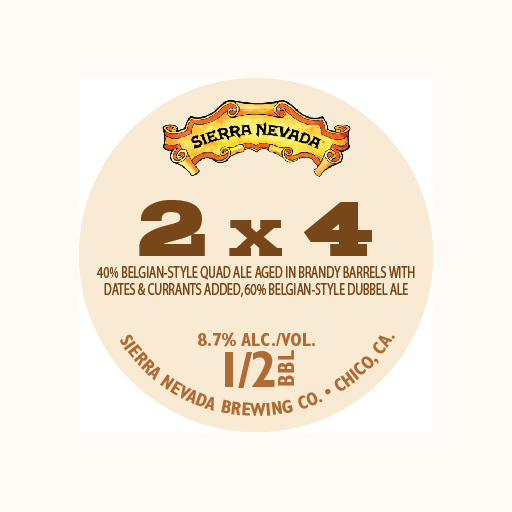 SIERRA NEVADA
2 x 4
40% BELGIAN-STYLE QUAD ALE AGED IN BRANDY BARRELS WITH
DATES & CURRANTS ADDED, 60% BELGIAN-STYLE DUBBEL ALE
8.7% ALC./VOL.
1/2 BBL
SIERRA NEVADA BREWING CO. • CHICO, CA.